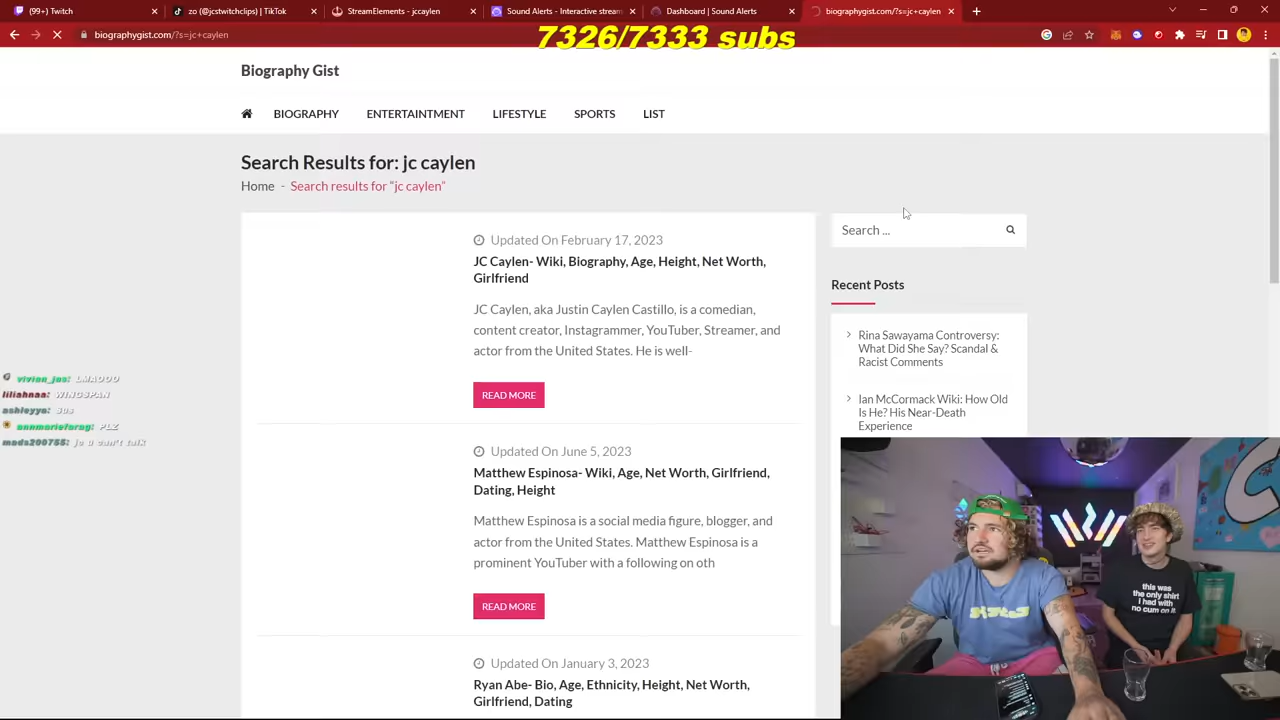 (99+) Twitch
zo (@jcstwitchclips) | TikTok
StreamElements - jccaylen
Sound Alerts - Interactive stream
Dashboard | Sound Alerts
biographygist.com/?s=jc+caylen
biographygist.com/?s=jc+caylen
7326/7333 subs
Biography Gist
BIOGRAPHY
ENTERTAINTMENT
LIFESTYLE
SPORTS
LIST
Search Results for: jc caylen
Home - Search results for "jc caylen"
Updated On February 17, 2023
JC Caylen- Wiki, Biography, Age, Height, Net Worth,
Girlfriend
JC Caylen, aka Justin Caylen Castillo, is a comedian,
content creator, Instagrammer, YouTuber, Streamer, and
actor from the United States. He is well-
READ MORE
Updated On June 5, 2023
Matthew Espinosa- Wiki, Age, Net Worth, Girlfriend,
Dating, Height
Matthew Espinosa is a social media figure, blogger, and
actor from the United States. Matthew Espinosa is a
prominent YouTuber with a following on oth
READ MORE
Updated On January 3, 2023
Ryan Abe- Bio, Age, Ethnicity, Height, Net Worth,
Girlfriend, Dating
Search ...
Recent Posts
Rina Sawayama Controversy:
What Did She Say? Scandal &
Racist Comments
Ian McCormack Wiki: How Old
Is He? His Near-Death
Experience
vivian_jas: LMAOOO
liliahnaa: WINGSPAN
ashleyyo: Sus
annmariefarag: PLZ
mads200755: jc u can't talk
this was
the only shirt
i had with
no cum on it